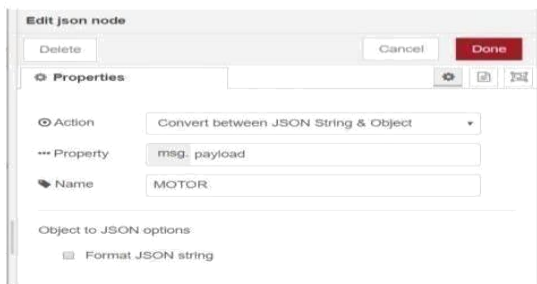 Edit json node
Delete Cancel Done
Properties
Action Convert between JSON String & Object
Property msg. payload
Name MOTOR
Object to JSON options
Format JSON string